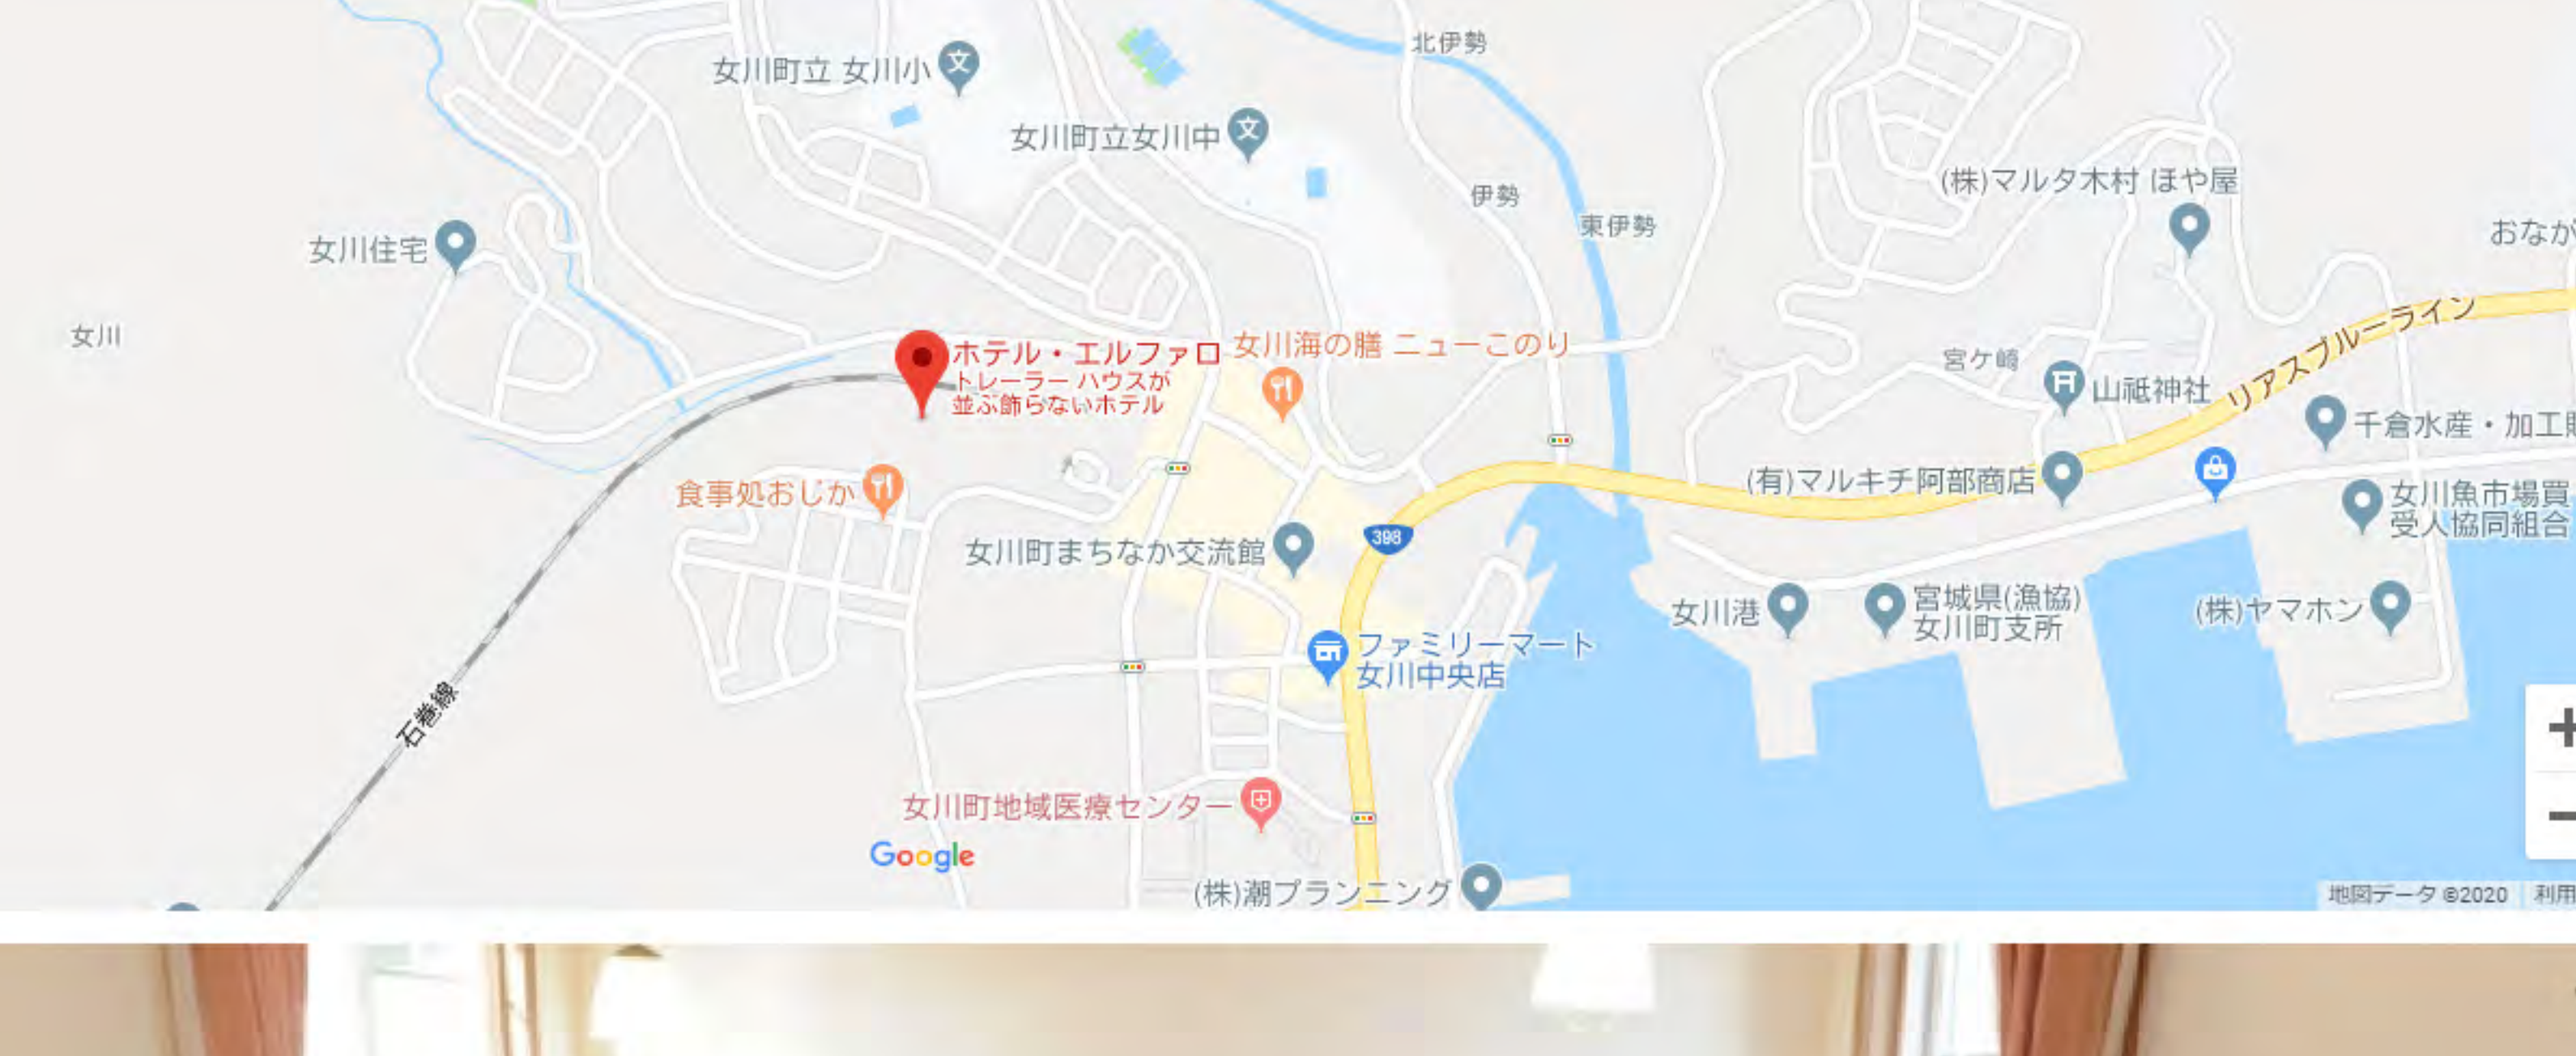 北伊勢
女川町立 女川小
女川町立女川中
(株)マルタ木村 ほや屋
伊勢
東伊勢
おなが
女川住宅
女川
ホテル・エルファロ
トレーラー ハウスが
並ぶ飾らないホテル
女川海の膳 ニューこのり
宮ケ崎
山祗神社
リアスブルーライン
千倉水産・加工販
食事処おじか
(有)マルキチ阿部商店
女川魚市場買
受人協同組合
398
女川町まちなか交流館
女川港
宮城県(漁協)
女川町支所
(株)ヤマホン
ファミリーマート
女川中央店
石巻線
女川町地域医療センター
Google
(株)潮プランニング
地図データ ©2020
利用